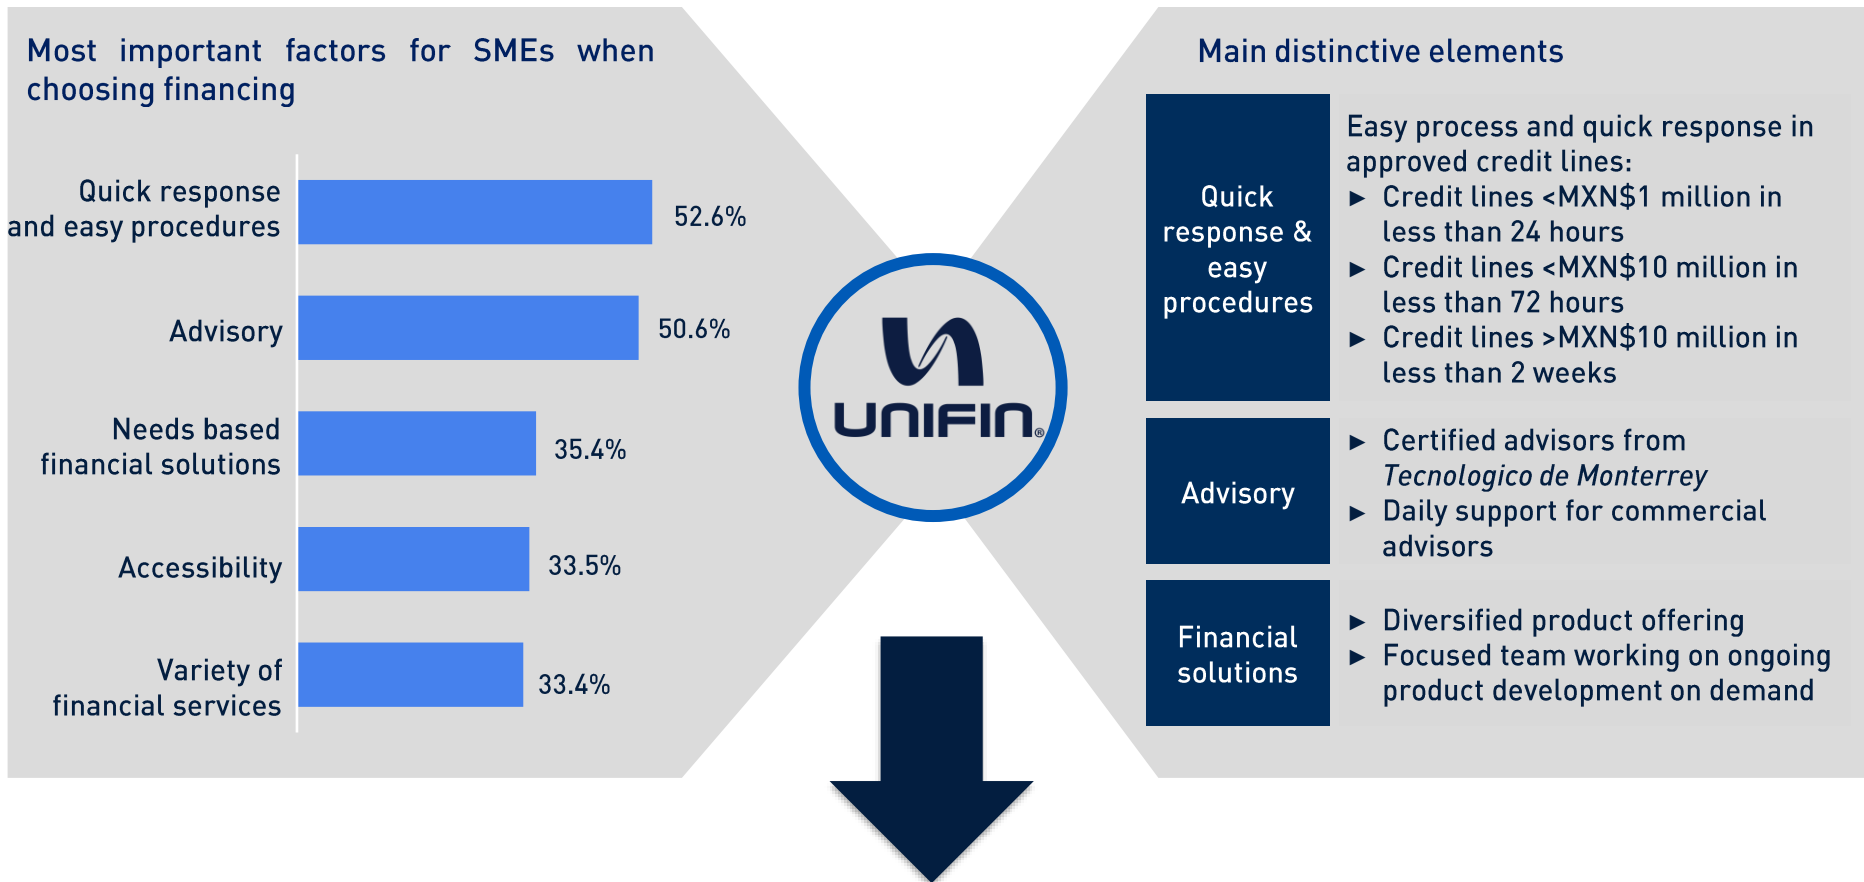 Most important factors for SMEs when
choosing financing
Quick response
and easy procedures
52.6%
Advisory
50.6%
Needs based
financial solutions
35.4%
Accessibility
33.5%
Variety of
financial services
33.4%
UNIFIN®
Main distinctive elements
Quick
response &
easy
procedures
Easy process and quick response in
approved credit lines:
► Credit lines <MXN$1 million in
less than 24 hours
► Credit lines <MXN$10 million in
less than 72 hours
► Credit lines >MXN$10 million in
less than 2 weeks
Advisory
► Certified advisors from
Tecnologico de Monterrey
► Daily support for commercial
advisors
Financial
solutions
► Diversified product offering
► Focused team working on ongoing
product development on demand